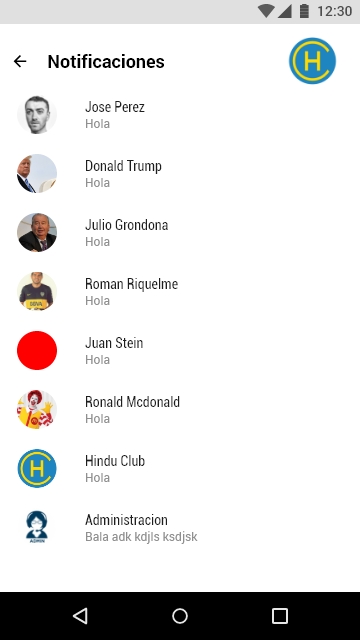 12:30
Notificaciones
H
Jose Perez
Hola
Donald Trump
Hola
Julio Grondona
Hola
Roman Riquelme
Hola
Juan Stein
Hola
Ronald Mcdonald
Hola
H
Hindu Club
Hola
ADMIN
Administracion
Bala adk kdjls ksdjsk